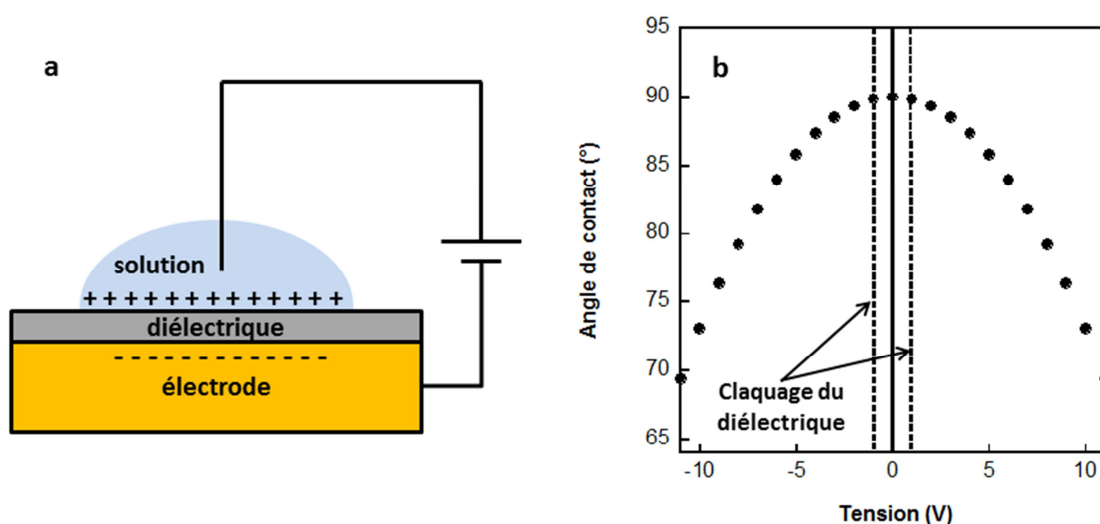 a
solution
+ + + + + + + + + + + + +
diélectrique
- - - - - - - - - - - - -
électrode
b
Angle de contact (°)
95
90
85
80
75
70
65
Claquage du
diélectrique
-10 -5 0 5 10
Tension (V)